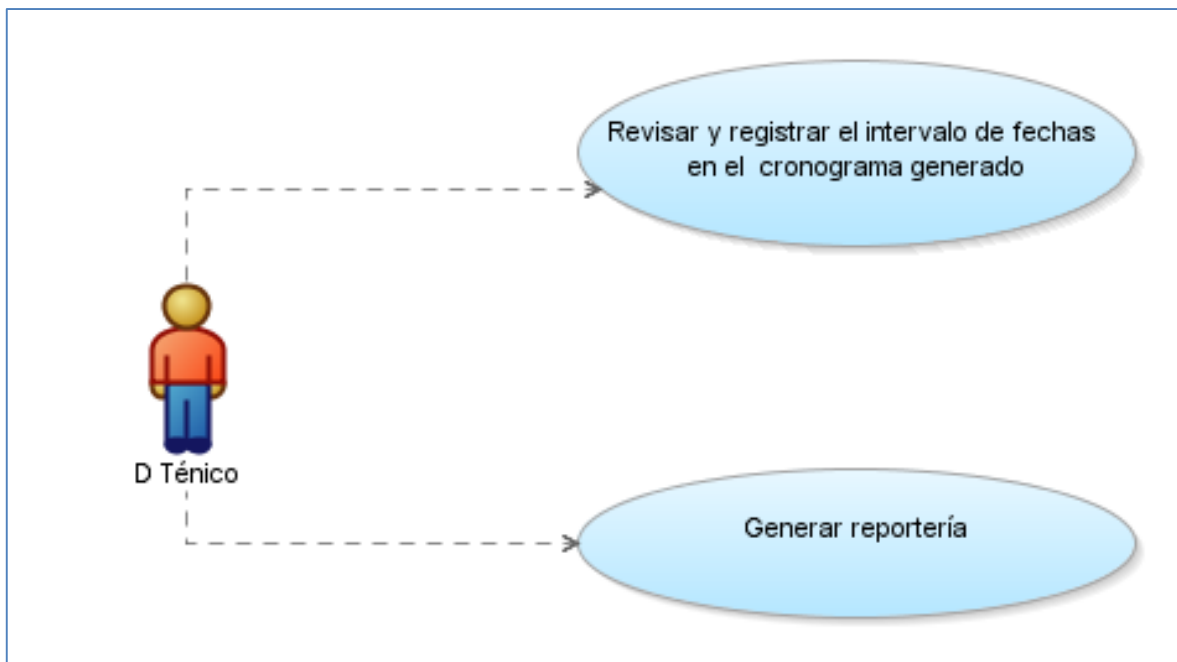 Revisar y registrar el intervalo de fechas
en el cronograma generado
D Ténico
Generar reportería